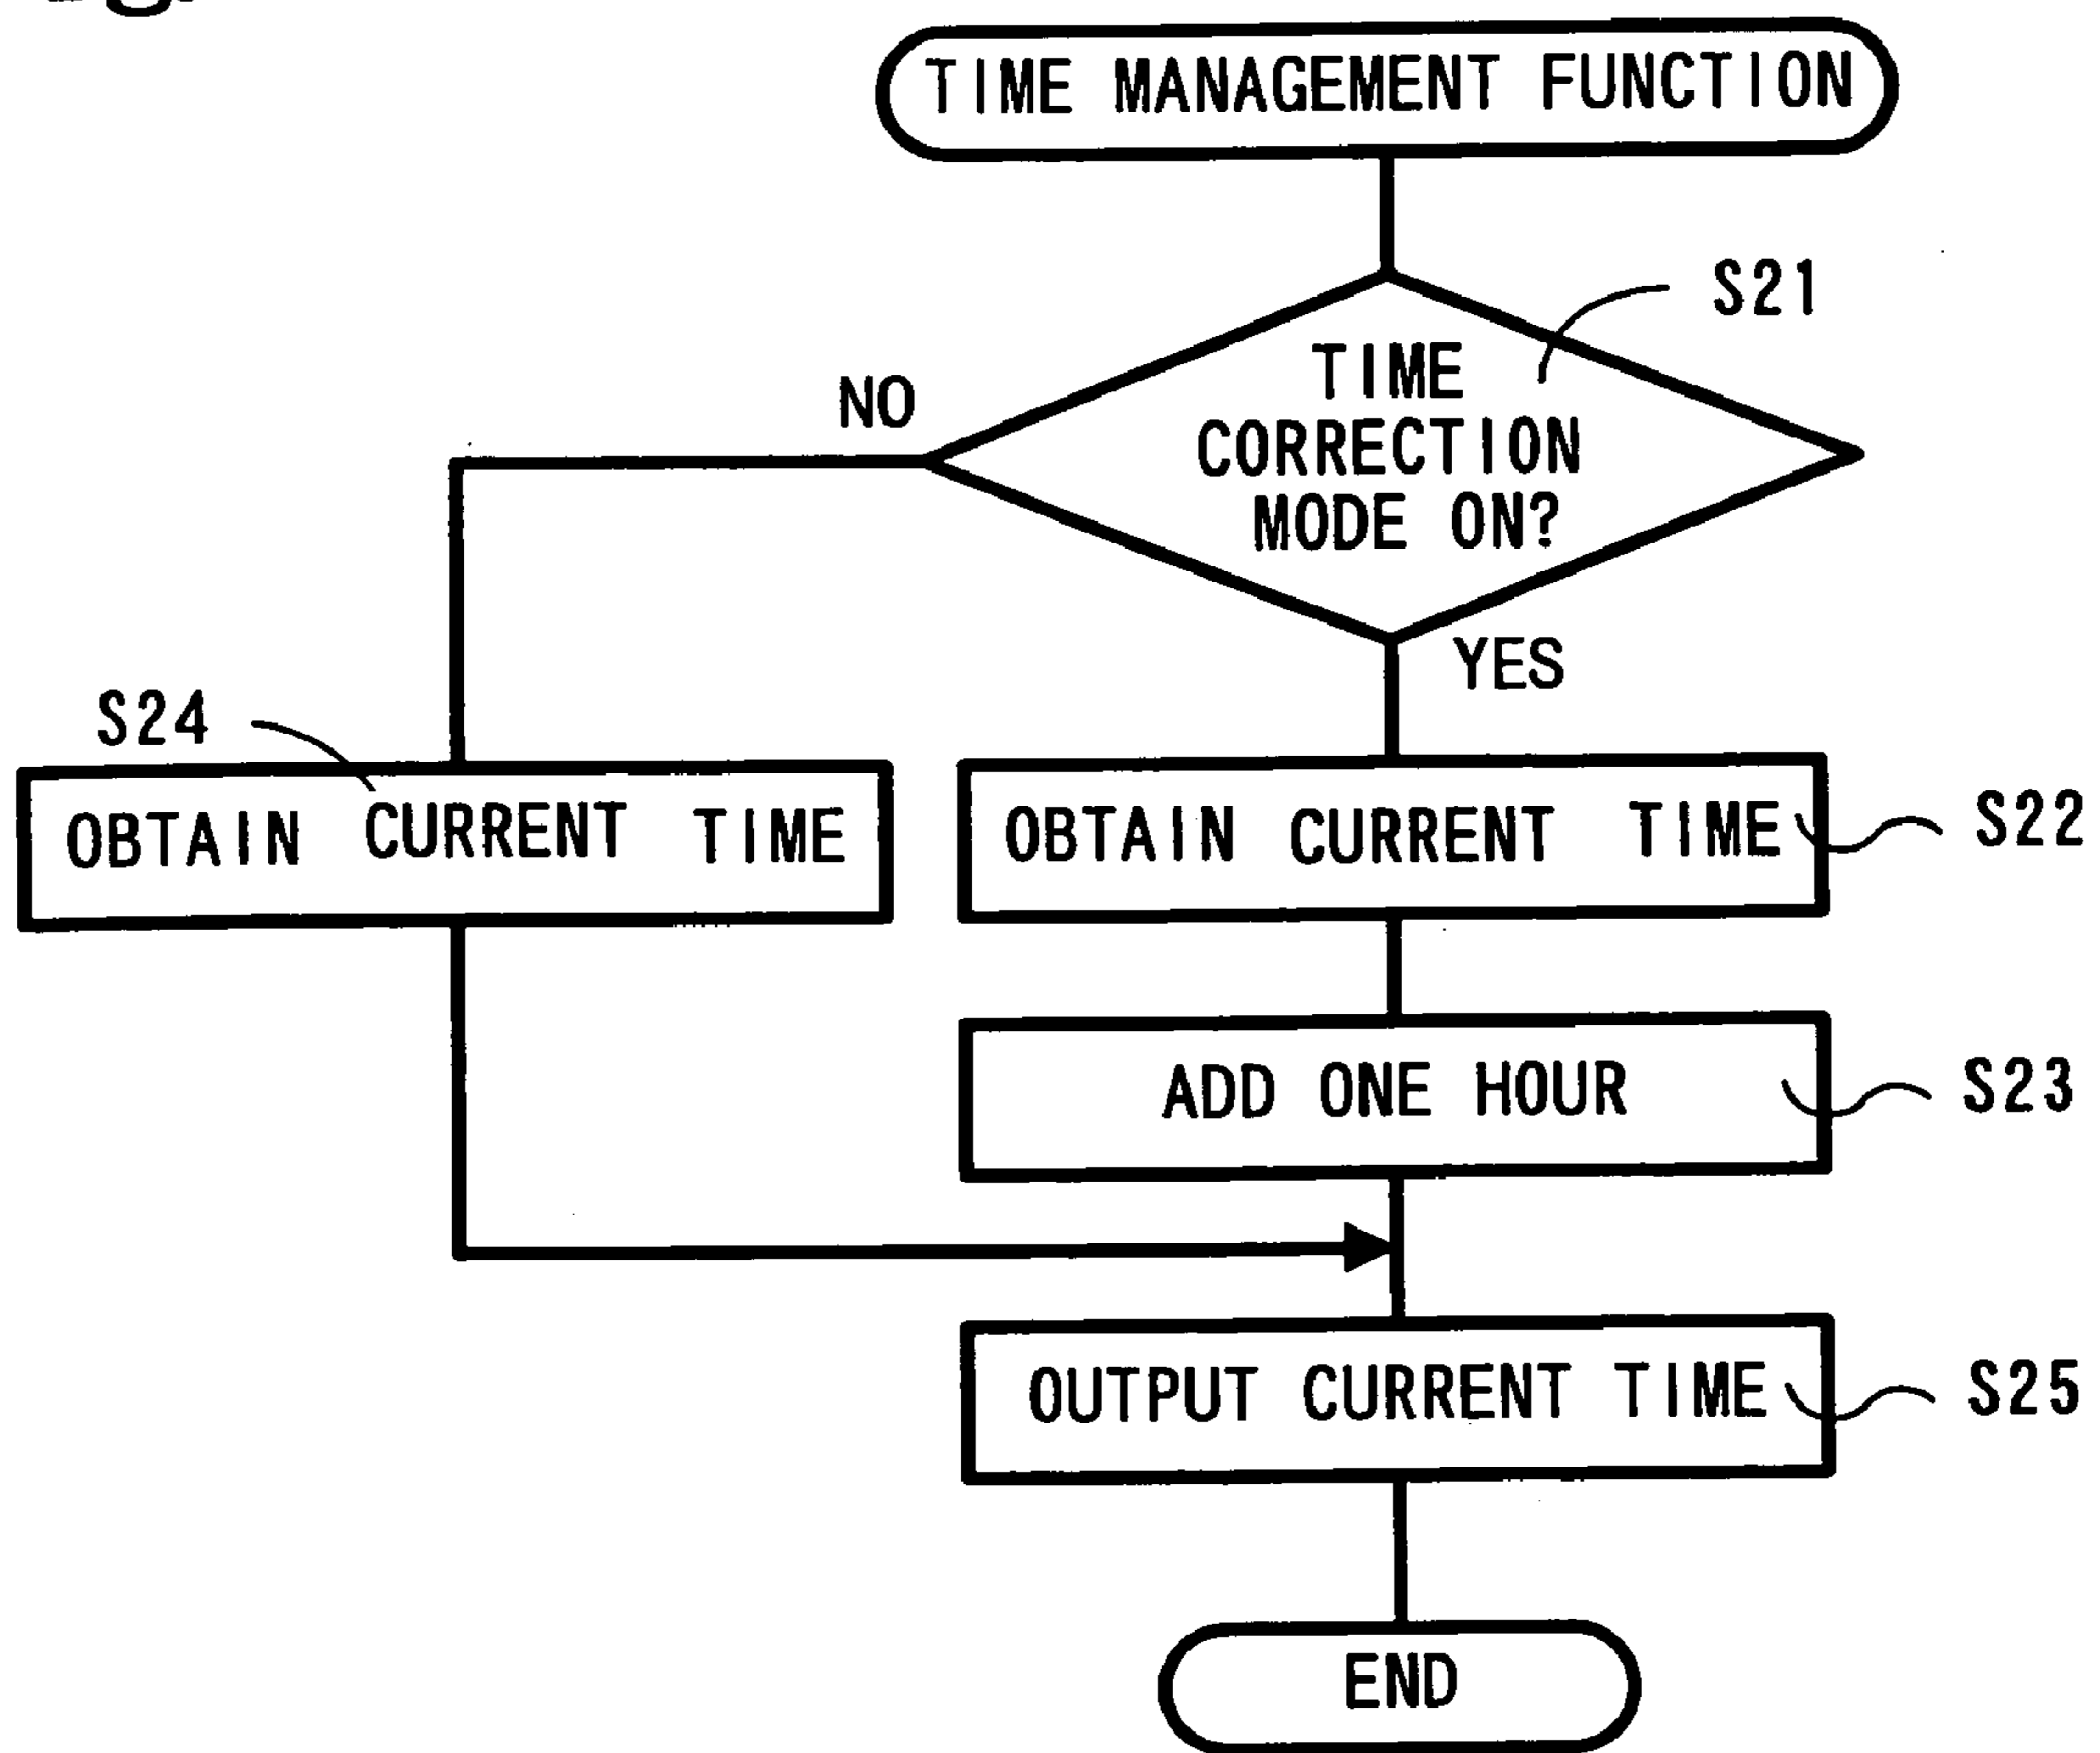 TIME MANAGEMENT FUNCTION
S21
TIME
CORRECTION
MODE ON?
NO
YES
S24
OBTAIN CURRENT TIME
OBTAIN CURRENT TIME
S22
ADD ONE HOUR
S23
OUTPUT CURRENT TIME
S25
END